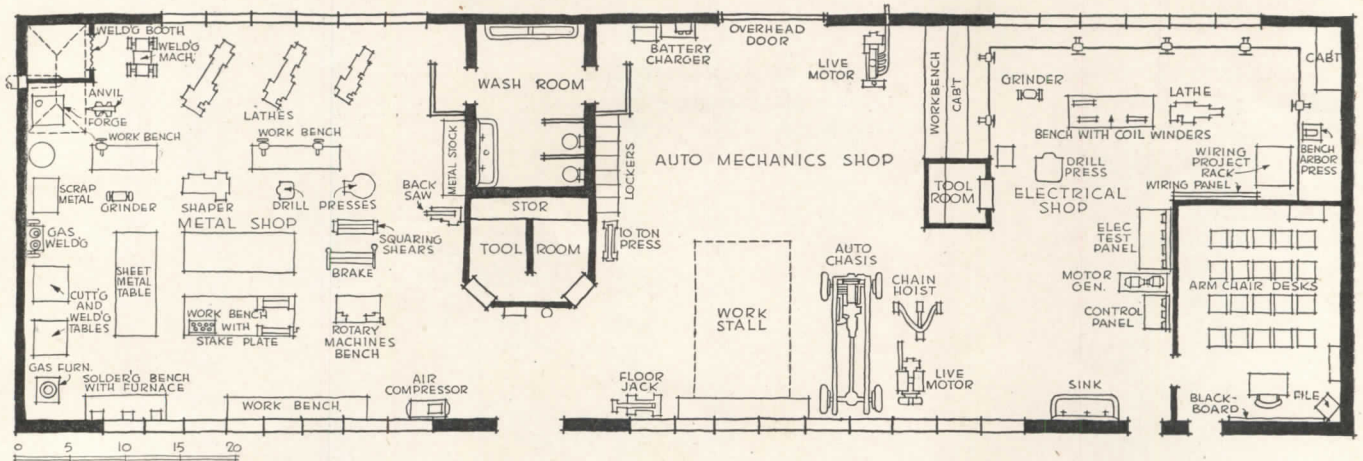 WELD'G BOOTH
WELD'G
MACH.
ANVIL
FORGE
WORK BENCH
LATHES
WORK BENCH
SCRAP
METAL
GRINDER
SHAPER
DRILL PRESSES
METAL SHOP
GAS
WELD'G
SQUARING
SHEARS
BRAKE
SHEET
METAL
TABLE
CUTT'G
AND
WELD'G
TABLES
WORK BENCH
WITH
STAKE PLATE
ROTARY
MACHINES
BENCH
GAS FURN.
SOLDER'G BENCH
WITH FURNACE
WORK BENCH
AIR
COMPRESSOR
0 5 10 15 20
WASH ROOM
METAL STOCK
BACK
SAW
STOR
TOOL ROOM
LOCKERS
10 TON
PRESS
BATTERY
CHARGER
OVERHEAD
DOOR
LIVE
MOTOR
AUTO MECHANICS SHOP
WORKBENCH
CABT
TOOL
ROOM
WORK
STALL
AUTO
CHASIS
CHAIN
HOIST
FLOOR
JACK
LIVE
MOTOR
GRINDER
LATHE
BENCH WITH COIL WINDERS
CABT
BENCH
ARBOR
PRESS
WIRING
PROJECT
RACK
WIRING PANEL
DRILL
PRESS
ELECTRICAL
SHOP
ELEC
TEST
PANEL
MOTOR
GEN.
CONTROL
PANEL
ARM CHAIR DESKS
SINK
BLACK-
BOARD
FILE